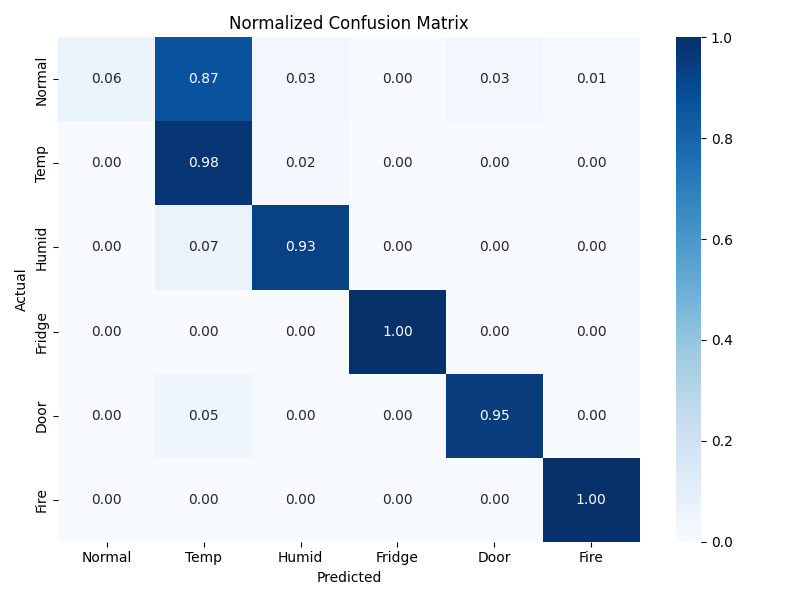 Normalized Confusion Matrix
Actual
Normal 0.06 0.87 0.03 0.00 0.03 0.01
Temp 0.00 0.98 0.02 0.00 0.00 0.00
Humid 0.00 0.07 0.93 0.00 0.00 0.00
Fridge 0.00 0.00 0.00 1.00 0.00 0.00
Door 0.00 0.05 0.00 0.00 0.95 0.00
Fire 0.00 0.00 0.00 0.00 0.00 1.00
Normal Temp Humid Fridge Door Fire
Predicted
1.0
0.8
0.6
0.4
0.2
0.0